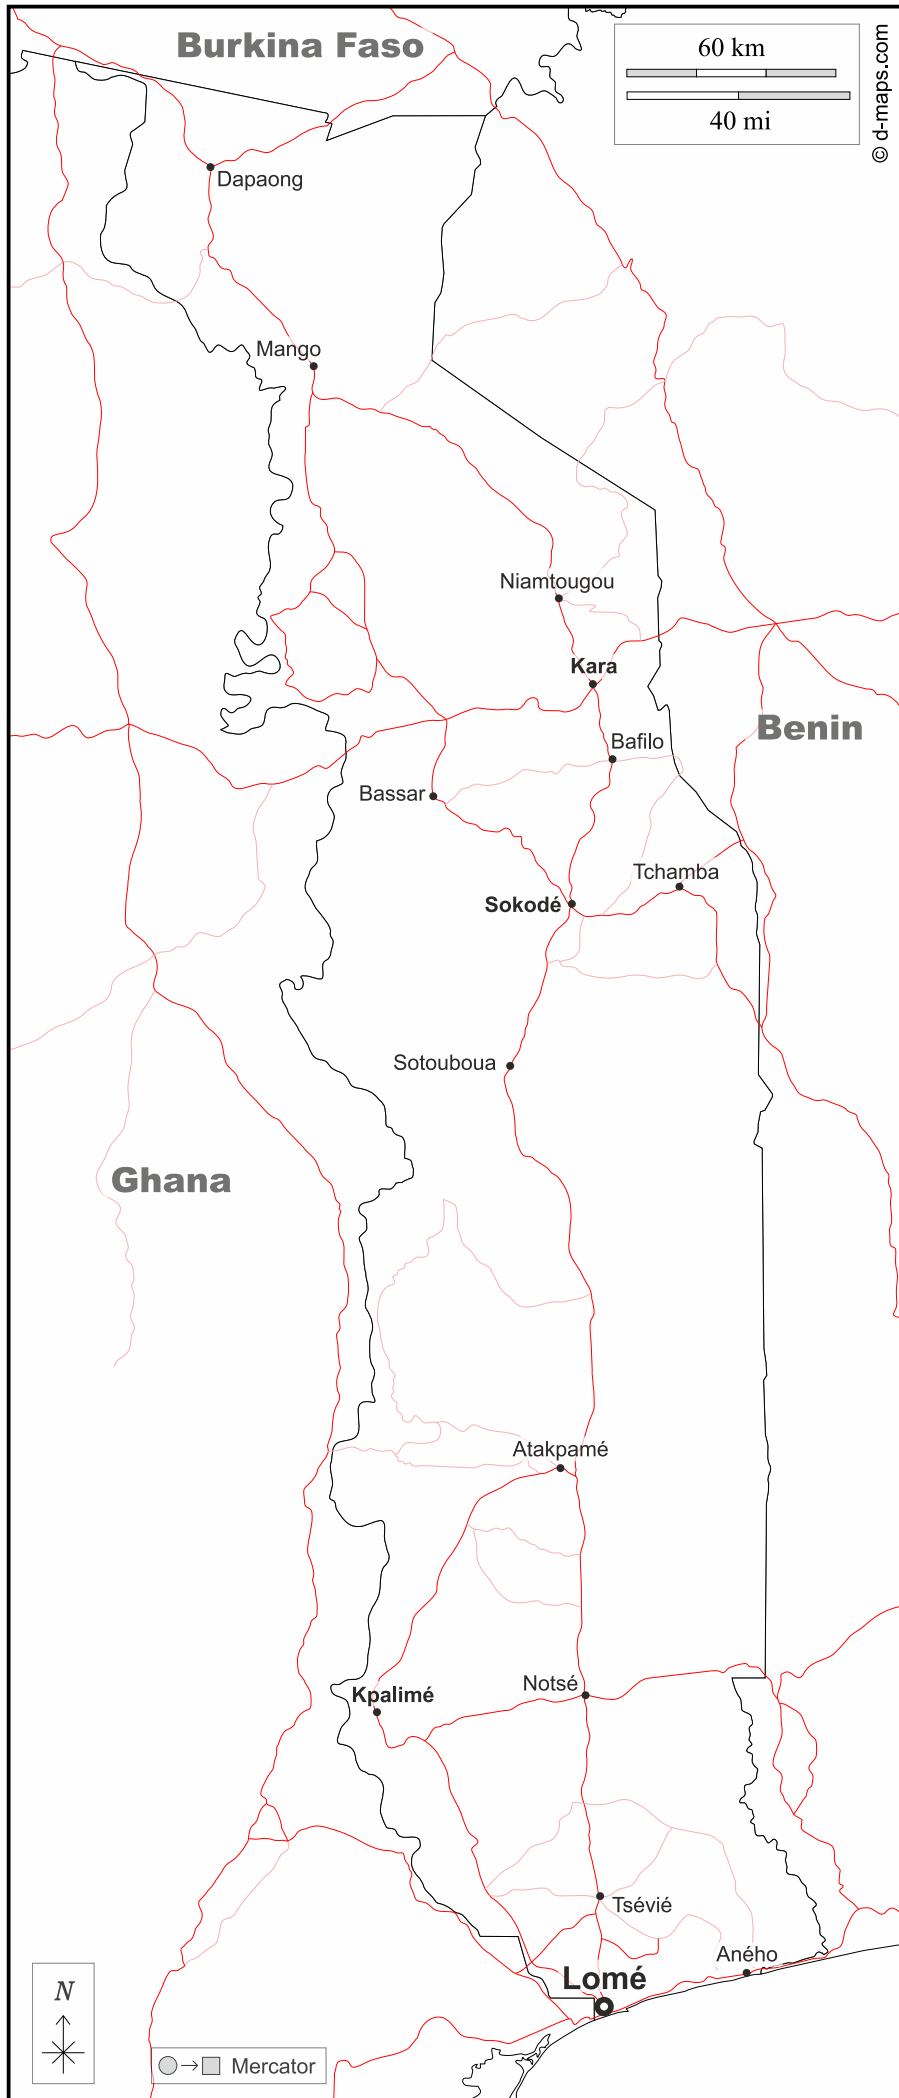 Burkina Faso
60 km
40 mi
© d-maps.com
Dapaong
Mango
Niamtougou
Kara
Benin
Bafilo
Bassar
Tchamba
Sokodé
Sotouboua
Ghana
Atakpamé
Notsé
Kpalimé
Tsévié
Aného
Lomé
N
Mercator